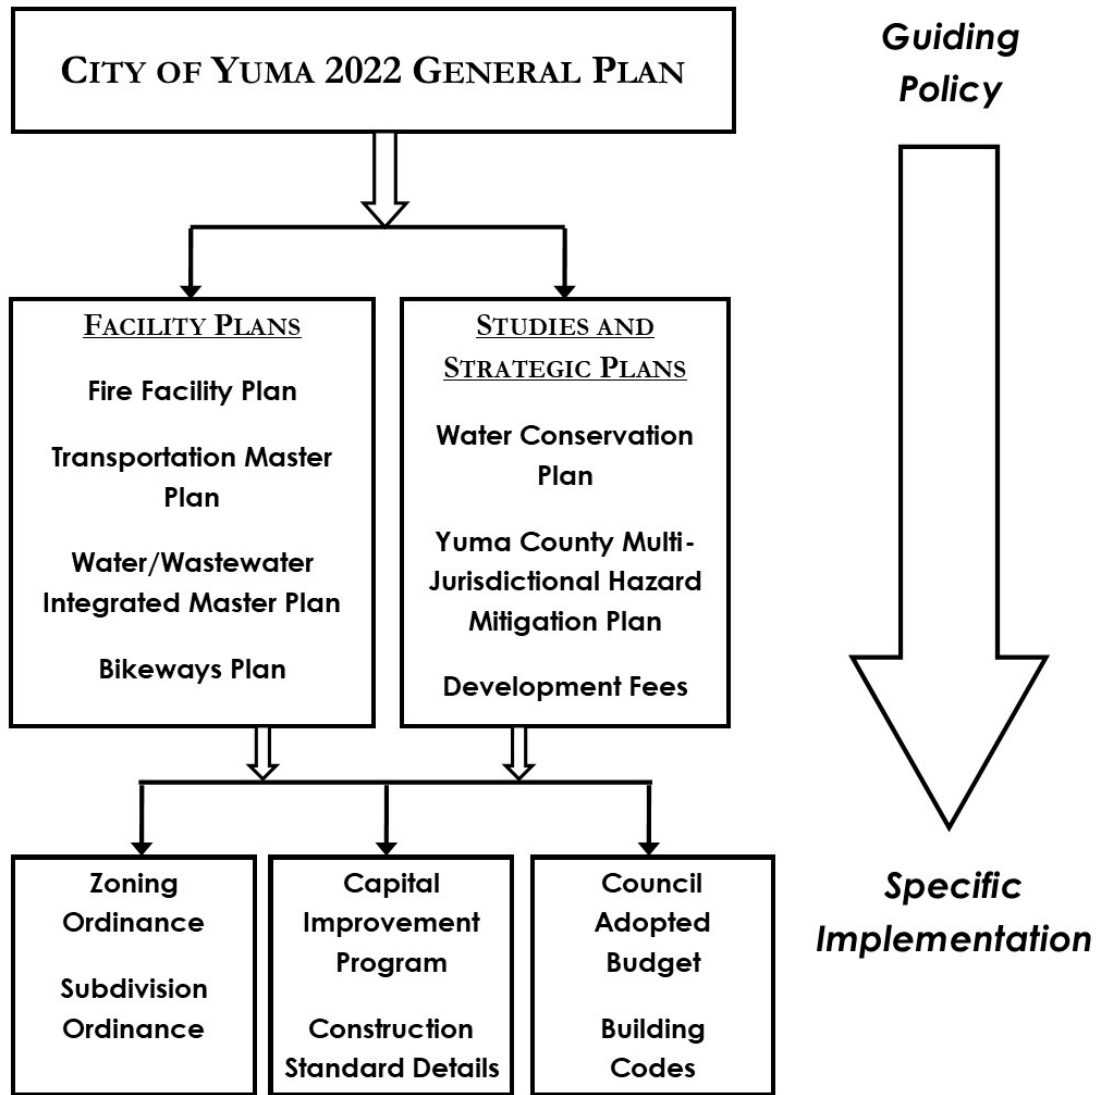 CITY OF YUMA 2022 GENERAL PLAN
Guiding
Policy
FACILITY PLANS
Fire Facility Plan
Transportation Master
Plan
Water/Wastewater
Integrated Master Plan
Bikeways Plan
STUDIES AND
STRATEGIC PLANS
Water Conservation
Plan
Yuma County Multi-
Jurisdictional Hazard
Mitigation Plan
Development Fees
Zoning
Ordinance
Subdivision
Ordinance
Capital
Improvement
Program
Construction
Standard Details
Council
Adopted
Budget
Building
Codes
Specific
Implementation